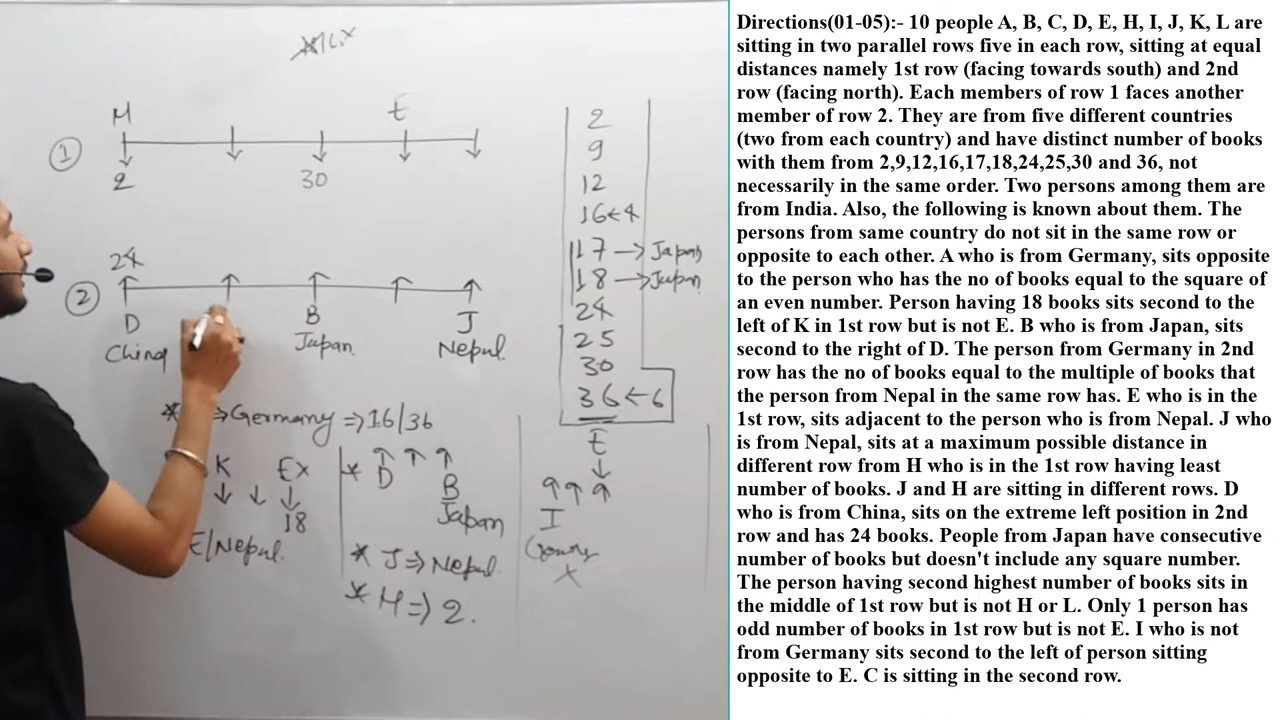 M E
① 
2 30
24
②
D B J
China Japan Nepal
Germany ⇒ 16/36
K E×
18
E/Nepal
* D
B
Japan
* J ⇒ Nepal
* H ⇒ 2.
2
9
12
16←4
17 → Japan
18 → Japan
24
25
30
36←6
E
I
×
Directions(01-05):- 10 people A, B, C, D, E, H, I, J, K, L are
sitting in two parallel rows five in each row, sitting at equal
distances namely 1st row (facing towards south) and 2nd
row (facing north). Each members of row 1 faces another
member of row 2. They are from five different countries
(two from each country) and have distinct number of books
with them from 2,9,12,16,17,18,24,25,30 and 36, not
necessarily in the same order. Two persons among them are
from India. Also, the following is known about them. The
persons from same country do not sit in the same row or
opposite to each other. A who is from Germany, sits opposite
to the person who has the no of books equal to the square of
an even number. Person having 18 books sits second to the
left of K in 1st row but is not E. B who is from Japan, sits
second to the right of D. The person from Germany in 2nd
row has the no of books equal to the multiple of books that
the person from Nepal in the same row has. E who is in the
1st row, sits adjacent to the person who is from Nepal. J who
is from Nepal, sits at a maximum possible distance in
different row from H who is in the 1st row having least
number of books. J and H are sitting in different rows. D
who is from China, sits on the extreme left position in 2nd
row and has 24 books. People from Japan have consecutive
number of books but doesn't include any square number.
The person having second highest number of books sits in
the middle of 1st row but is not H or L. Only 1 person has
odd number of books in 1st row but is not E. I who is not
from Germany sits second to the left of person sitting
opposite to E. C is sitting in the second row.